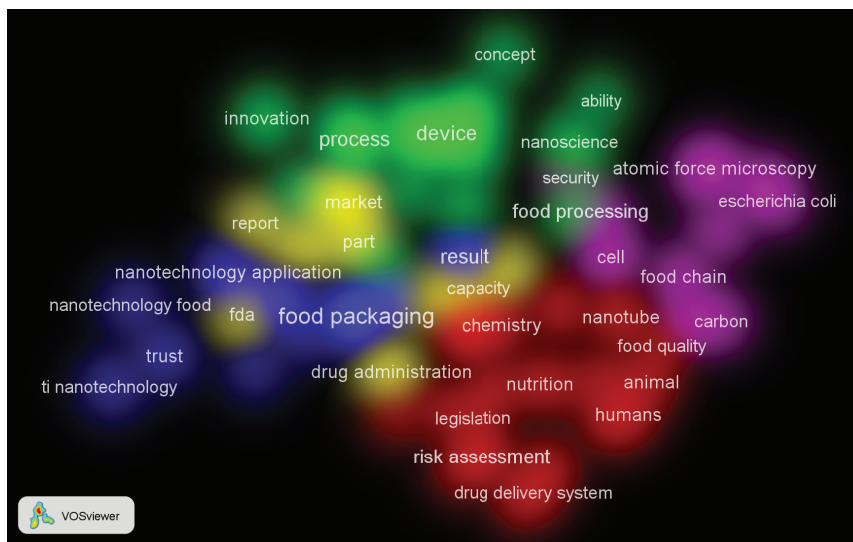 concept
ability
innovation
process
device
nanoscience
atomic force microscopy
security
escherichia coli
market
report
food processing
part
result
cell
nanotechnology application
food chain
capacity
nanotechnology food
fda
food packaging
chemistry
nanotube
carbon
food quality
trust
drug administration
ti nanotechnology
nutrition
animal
legislation
humans
risk assessment
drug delivery system
VOSviewer